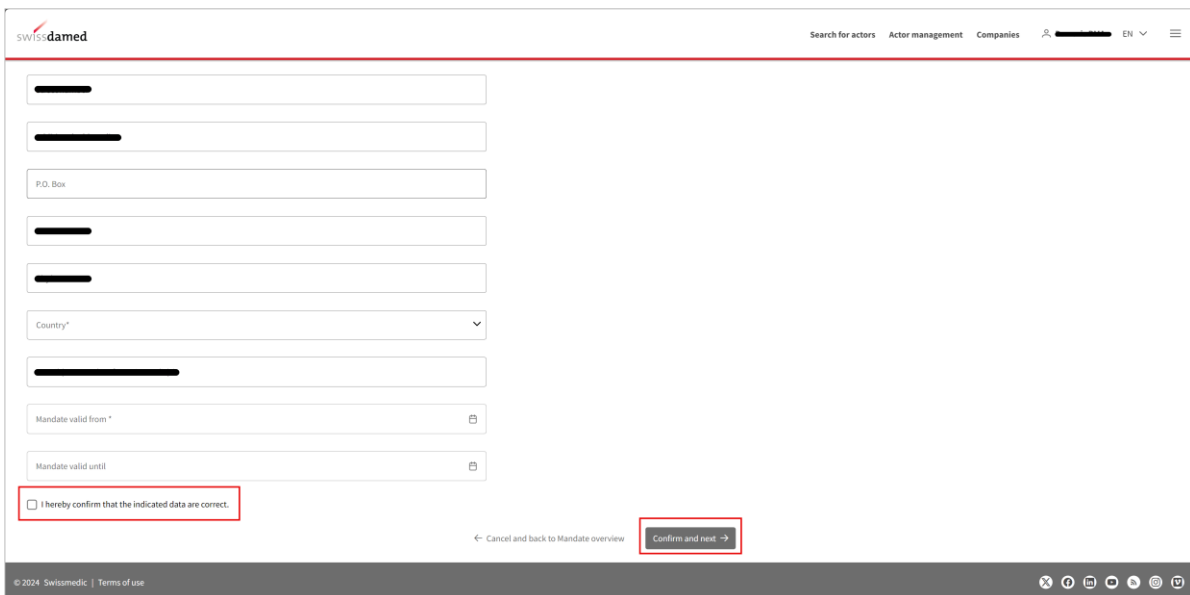 swissdamed
Search for actors Actor management Companies EN
P.O. Box
Country*
Mandate valid from *
Mandate valid until
I hereby confirm that the indicated data are correct.
Cancel and back to Mandate overview Confirm and next
© 2024 Swissmedic | Terms of use